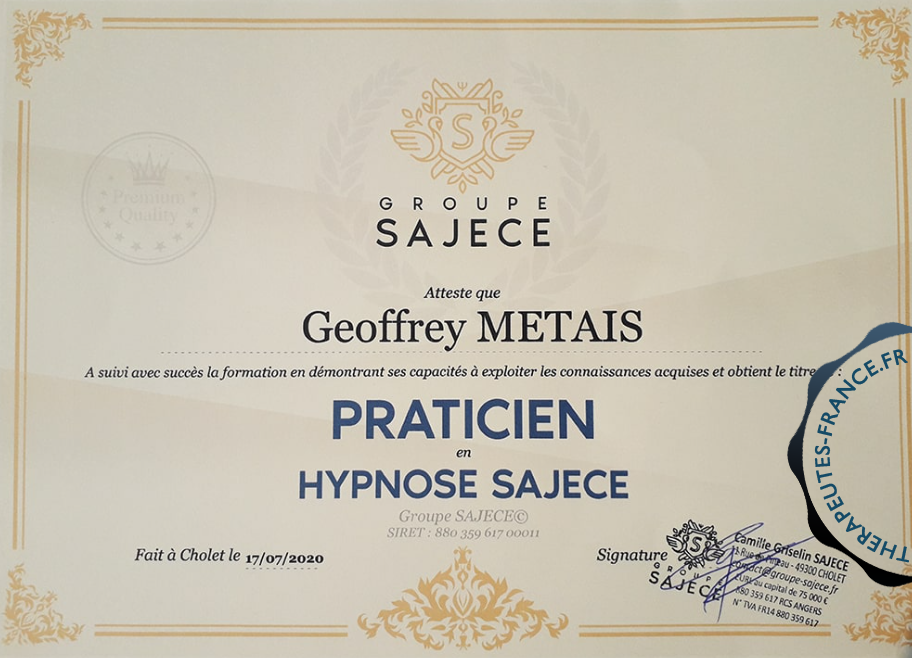 Premium
Quality
S
GROUPE
SAJECE
Atteste que
Geoffrey METAIS
A suivi avec succès la formation en démontrant ses capacités à exploiter les connaissances acquises et obtient le titre :
PRATICIEN
en
HYPNOSE SAJECE
Groupe SAJECE©
SIRET : 880 359 617 00011
Fait à Cholet le 17/07/2020
Signature
S
GROUPE
SAJECE
Camille Griselin SAJECE
- 49300 CHOLET
contact@groupe-sajece.fr
EURL au capital de 75 000 €
880 359 617 RCS ANGERS
N° TVA FR14 880 359 617
THERAPEUTES-FRANCE.FR